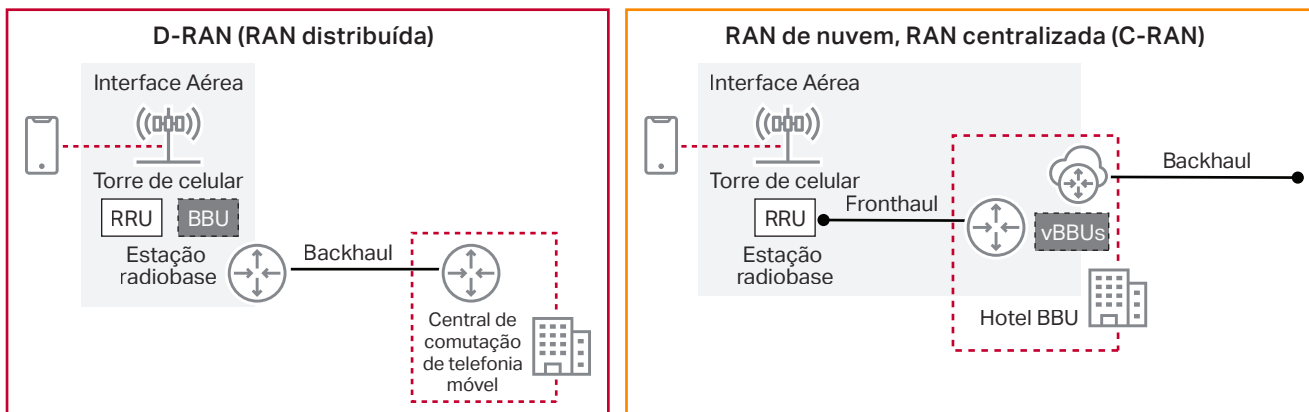 D-RAN (RAN distribuída)
Interface Aérea
Torre de celular
RRU
BBU
Estação
radiobase
Backhaul
Central de
comutação
de telefonia
móvel
RAN de nuvem, RAN centralizada (C-RAN)
Interface Aérea
Torre de celular
RRU
Estação
radiobase
Fronthaul
Backhaul
vBBUs
Hotel BBU